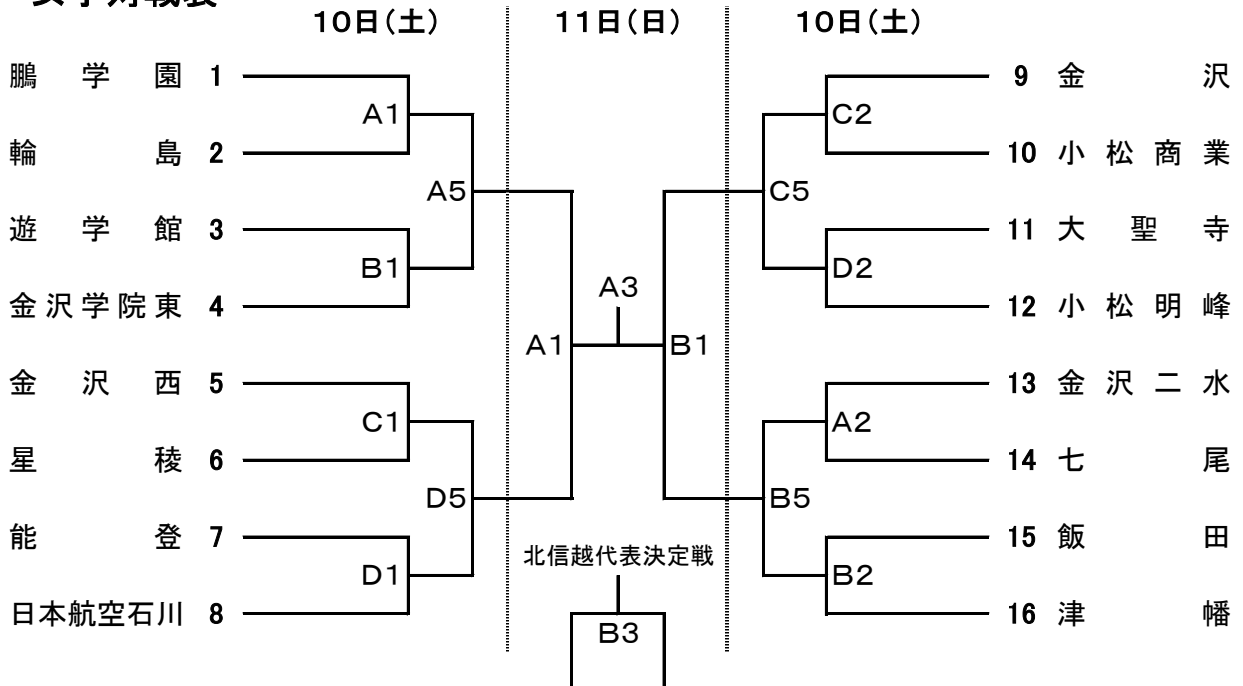 10日(土) 11日(日) 10日(土)
鵬学園 1
輪島 2
遊学館 3
金沢学院東 4
金沢西 5
星稜 6
能登 7
日本航空石川 8
A1
B1
C1
D1
A5
D5
A1
A3
B1
北信越代表決定戦
B3
C5
B5
C2
D2
A2
B2
9 金沢
10 小松商業
11 大聖寺
12 小松明峰
13 金沢二水
14 七尾
15 飯田
16 津幡